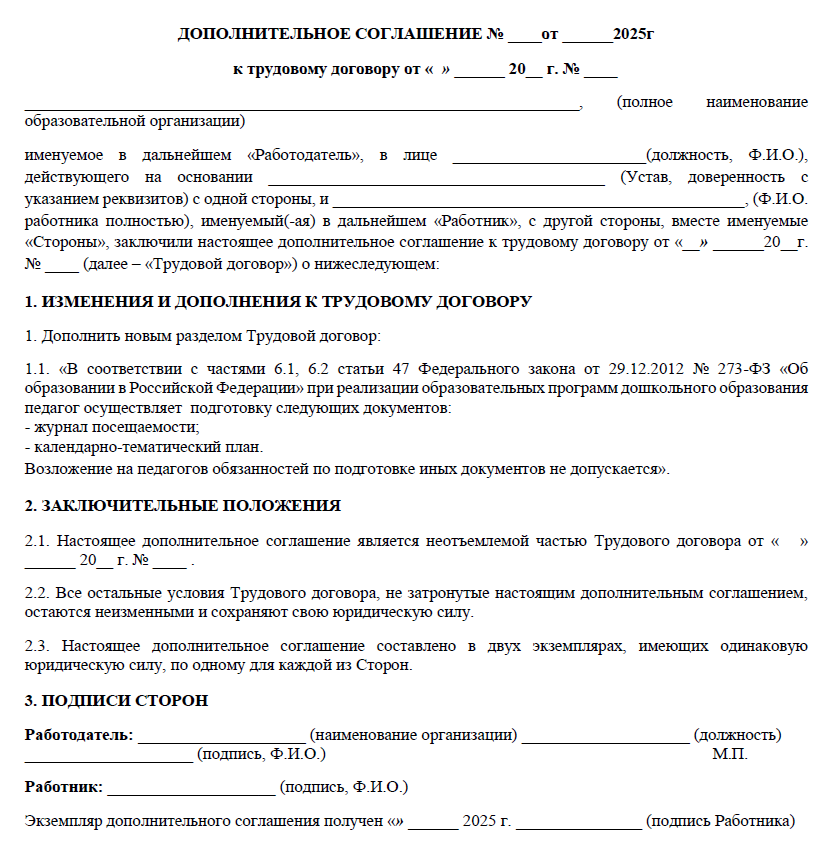 ДОПОЛНИТЕЛЬНОЕ СОГЛАШЕНИЕ № ____от ______2025г
к трудовому договору от « » ______ 20__ г. № ____
__________________________________________________________________, (полное наименование
образовательной организации)
именуемое в дальнейшем «Работодатель», в лице _______________________(должность, Ф.И.О.),
действующего на основании ________________________________________ (Устав, доверенность с
указанием реквизитов) с одной стороны, и _________________________________________________, (Ф.И.О.
работника полностью), именуемый(-ая) в дальнейшем «Работник», с другой стороны, вместе именуемые
«Стороны», заключили настоящее дополнительное соглашение к трудовому договору от «__» ______20__г.
№ ____ (далее – «Трудовой договор») о нижеследующем:
1. ИЗМЕНЕНИЯ И ДОПОЛНЕНИЯ К ТРУДОВОМУ ДОГОВОРУ
1. Дополнить новым разделом Трудовой договор:
1.1. «В соответствии с частями 6.1, 6.2 статьи 47 Федерального закона от 29.12.2012 № 273-ФЗ «Об
образовании в Российской Федерации» при реализации образовательных программ дошкольного образования
педагог осуществляет подготовку следующих документов:
- журнал посещаемости;
- календарно-тематический план.
Возложение на педагогов обязанностей по подготовке иных документов не допускается».
2. ЗАКЛЮЧИТЕЛЬНЫЕ ПОЛОЖЕНИЯ
2.1. Настоящее дополнительное соглашение является неотъемлемой частью Трудового договора от « »
______ 20__ г. № ____ .
2.2. Все остальные условия Трудового договора, не затронутые настоящим дополнительным соглашением,
остаются неизменными и сохраняют свою юридическую силу.
2.3. Настоящее дополнительное соглашение составлено в двух экземплярах, имеющих одинаковую
юридическую силу, по одному для каждой из Сторон.
3. ПОДПИСИ СТОРОН
Работодатель: ____________________ (наименование организации) ____________________ (должность)
____________________ (подпись, Ф.И.О.) М.П.
Работник: ____________________ (подпись, Ф.И.О.)
Экземпляр дополнительного соглашения получен «» ______ 2025 г. _______________ (подпись Работника)